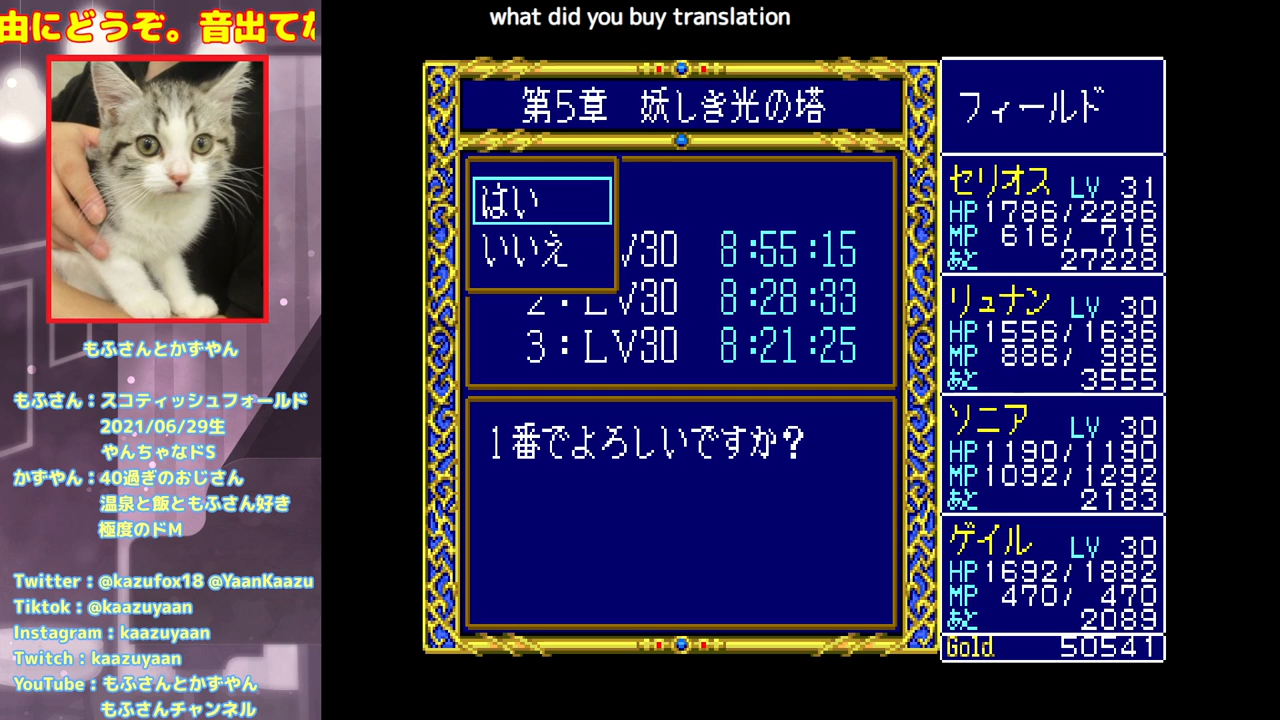 由にどうぞ。音出てた
what did you buy translation
もふさんとかずやん
もふさん：スコティッシュフォールド
2021/06/29生
やんちゃなドS
かずやん：40過ぎのおじさん
温泉と飯ともふさん好き
極度のドM
Twitter：@kazufox18 @YaanKaazu
Tiktok：@kaazuyaan
Instagram：kaazuyaan
Twitch：kaazuyaan
YouTube：もふさんとかずやん
もふさんチャンネル
第5章 妖しき光の塔
はい
いいえ
V30 8:55:15
2:LV30 8:28:33
3:LV30 8:21:25
1番でよろしいですか?
フィールド
セリオス LV 31
HP1786/2286
MP 616/ 716
あと 27228
リュナン LV 30
HP1556/1636
MP 886/ 986
あと 3555
ソニア LV 30
HP1190/1190
MP1092/1292
あと 2183
ゲイル LV 30
HP1692/1882
MP 470/ 470
あと 2089
Gold 50541